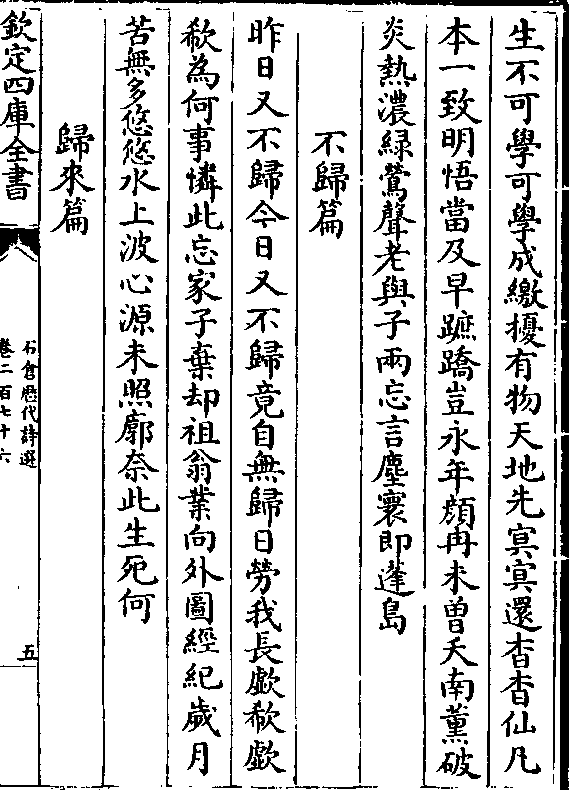 生不可學可學成繳擾有物天地先㝠㝠還杳杳仙凡
本一致明悟當及早蹠蹻豈永年顔冉未曽夭南薰破
炎熱濃緑鶯聲老與子兩忘言塵寰即蓬島
不歸篇
昨日又不歸今日又不歸竟自無歸日勞我長歔欷歔
欷為何事憐此忘家子棄却祖翁業向外圖經紀歲月
苦無多悠悠水上波心源未照廓奈此生死何
歸來篇
欽定四庫全書
石倉歴代詩選
卷二百七十六
五